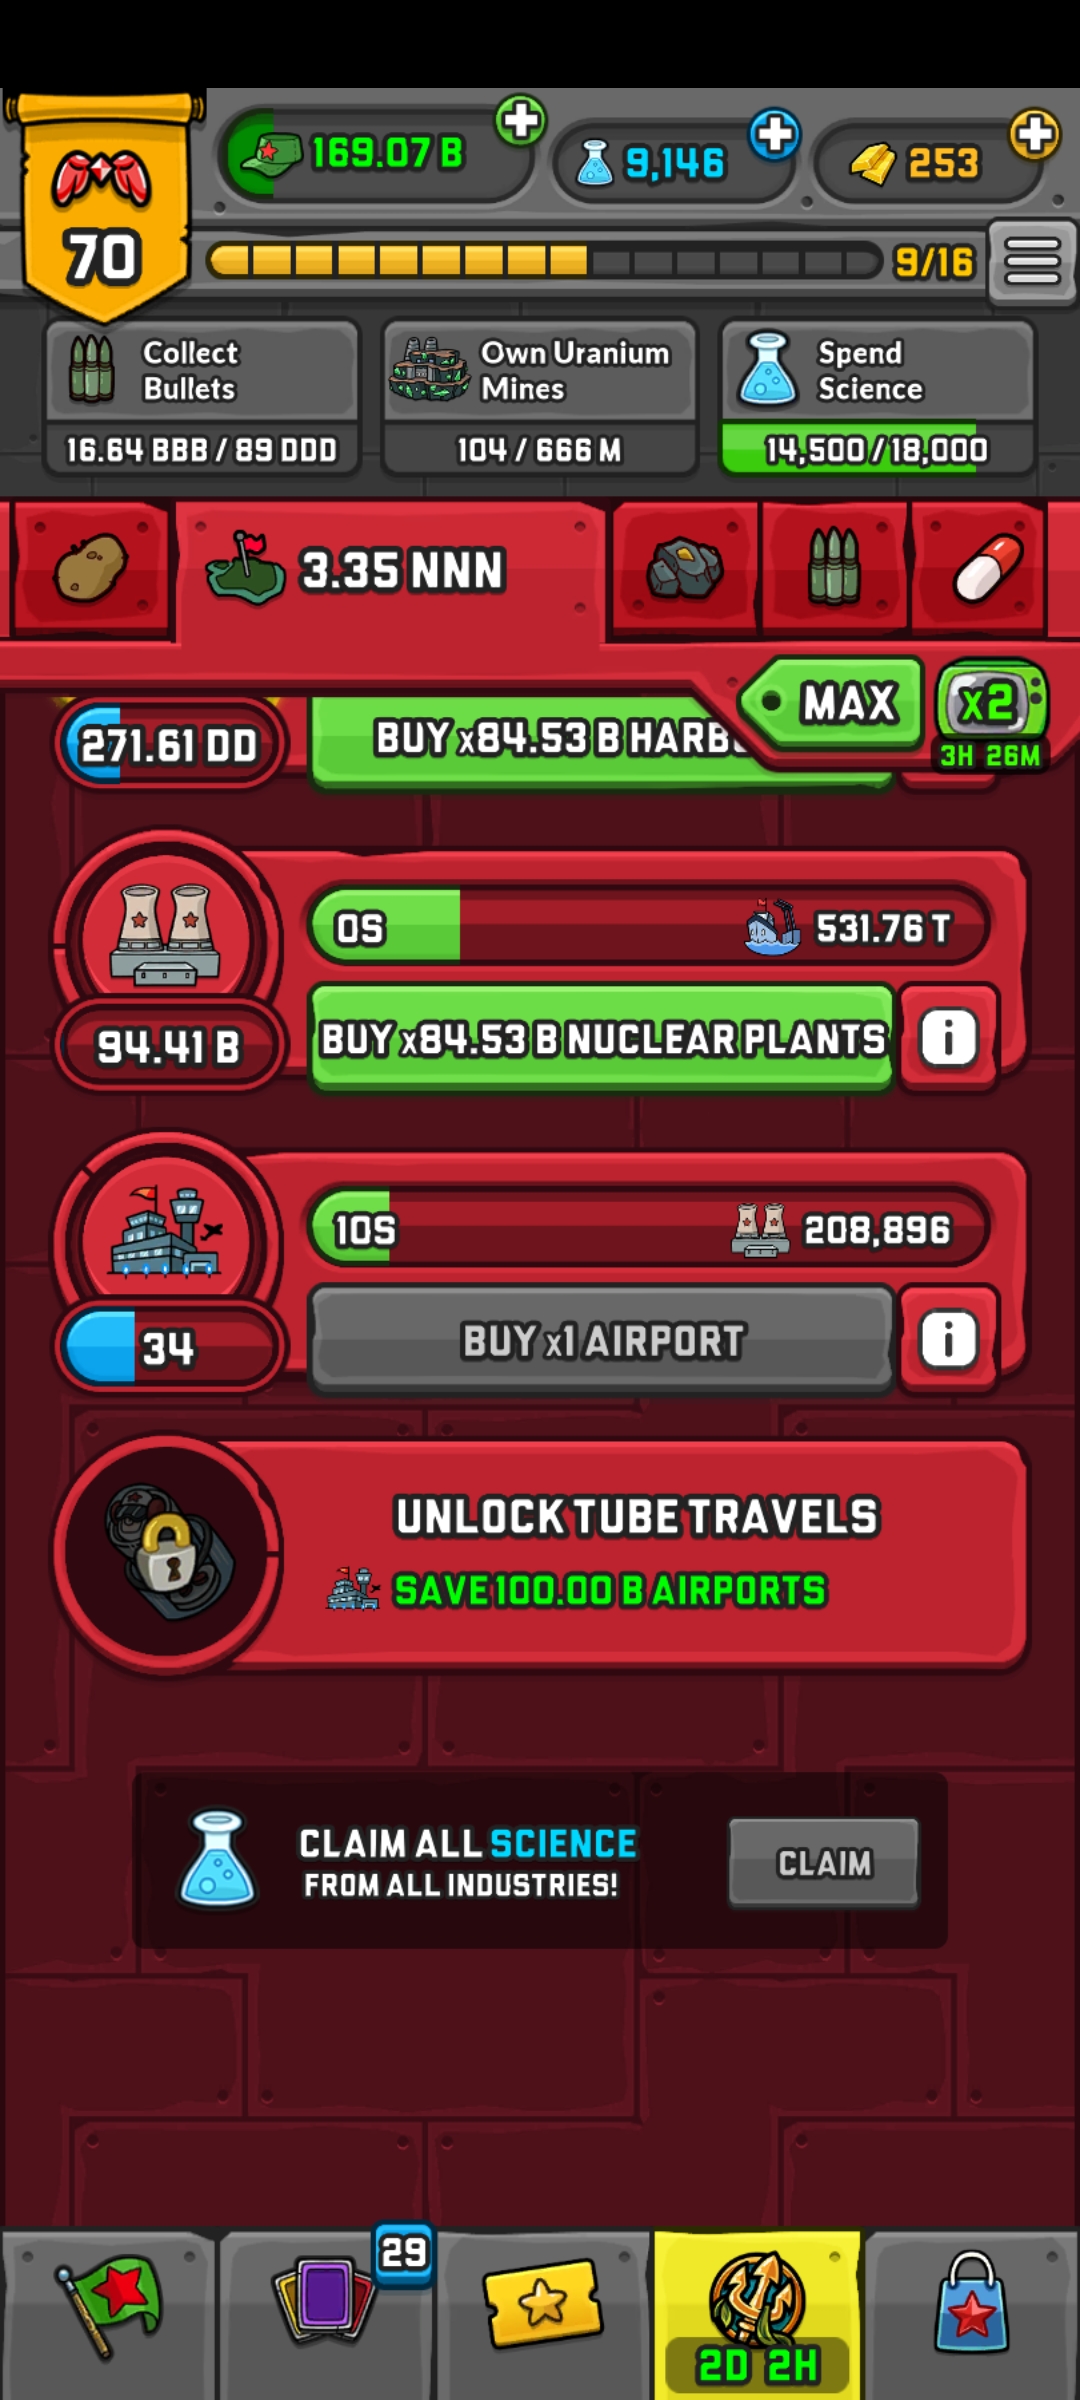 169.07 B
9,146
253
70
9/16
Collect
Bullets
16.64 BBB / 89 DDD
Own Uranium
Mines
104 / 666 M
Spend
Science
14,500/18,000
3.35 NNN
MAX
x2
3H 26M
271.61 DD
BUY x84.53 B
0S
531.76 T
94.41 B
BUY x84.53 B NUCLEAR PLANTS
i
10S
208,896
34
BUY x1 AIRPORT
i
UNLOCK TUBE TRAVELS
SAVE 100.00 B AIRPORTS
CLAIM ALL SCIENCE
FROM ALL INDUSTRIES!
CLAIM
29
2D 2H